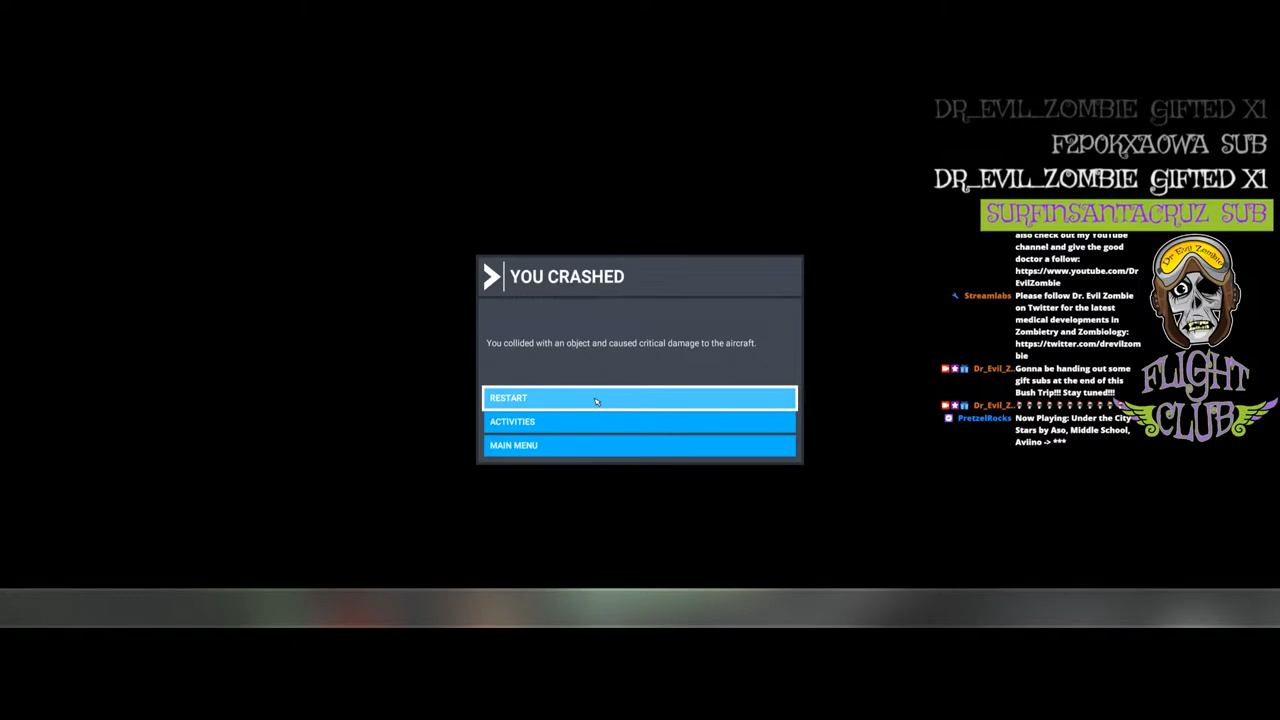 DR_EVIL_ZOMBIE GIFTED X1
F2POKXAOWA SUB
DR_EVIL_ZOMBIE GIFTED X1
SURFINSANTACRUZ SUB
also check out my YouTube
channel and give the good
doctor a follow:
https://www.youtube.com/Dr
EvilZombie
Streamlabs Please follow Dr. Evil Zombie
on Twitter for the latest
medical developments in
Zombietry and Zombiology:
https://twitter.com/drevilzom
bie
Dr_Evil_Z.. Gonna be handing out some
gift subs at the end of this
Bush Trip!!! Stay tuned!!!
Dr_Evil_Z..
PretzelRocks Now Playing: Under the City
Stars by Aso, Middle School,
Aviino -> ***
Dr Evil Zombie
FLIGHT
CLUB
YOU CRASHED
You collided with an object and caused critical damage to the aircraft.
RESTART
ACTIVITIES
MAIN MENU